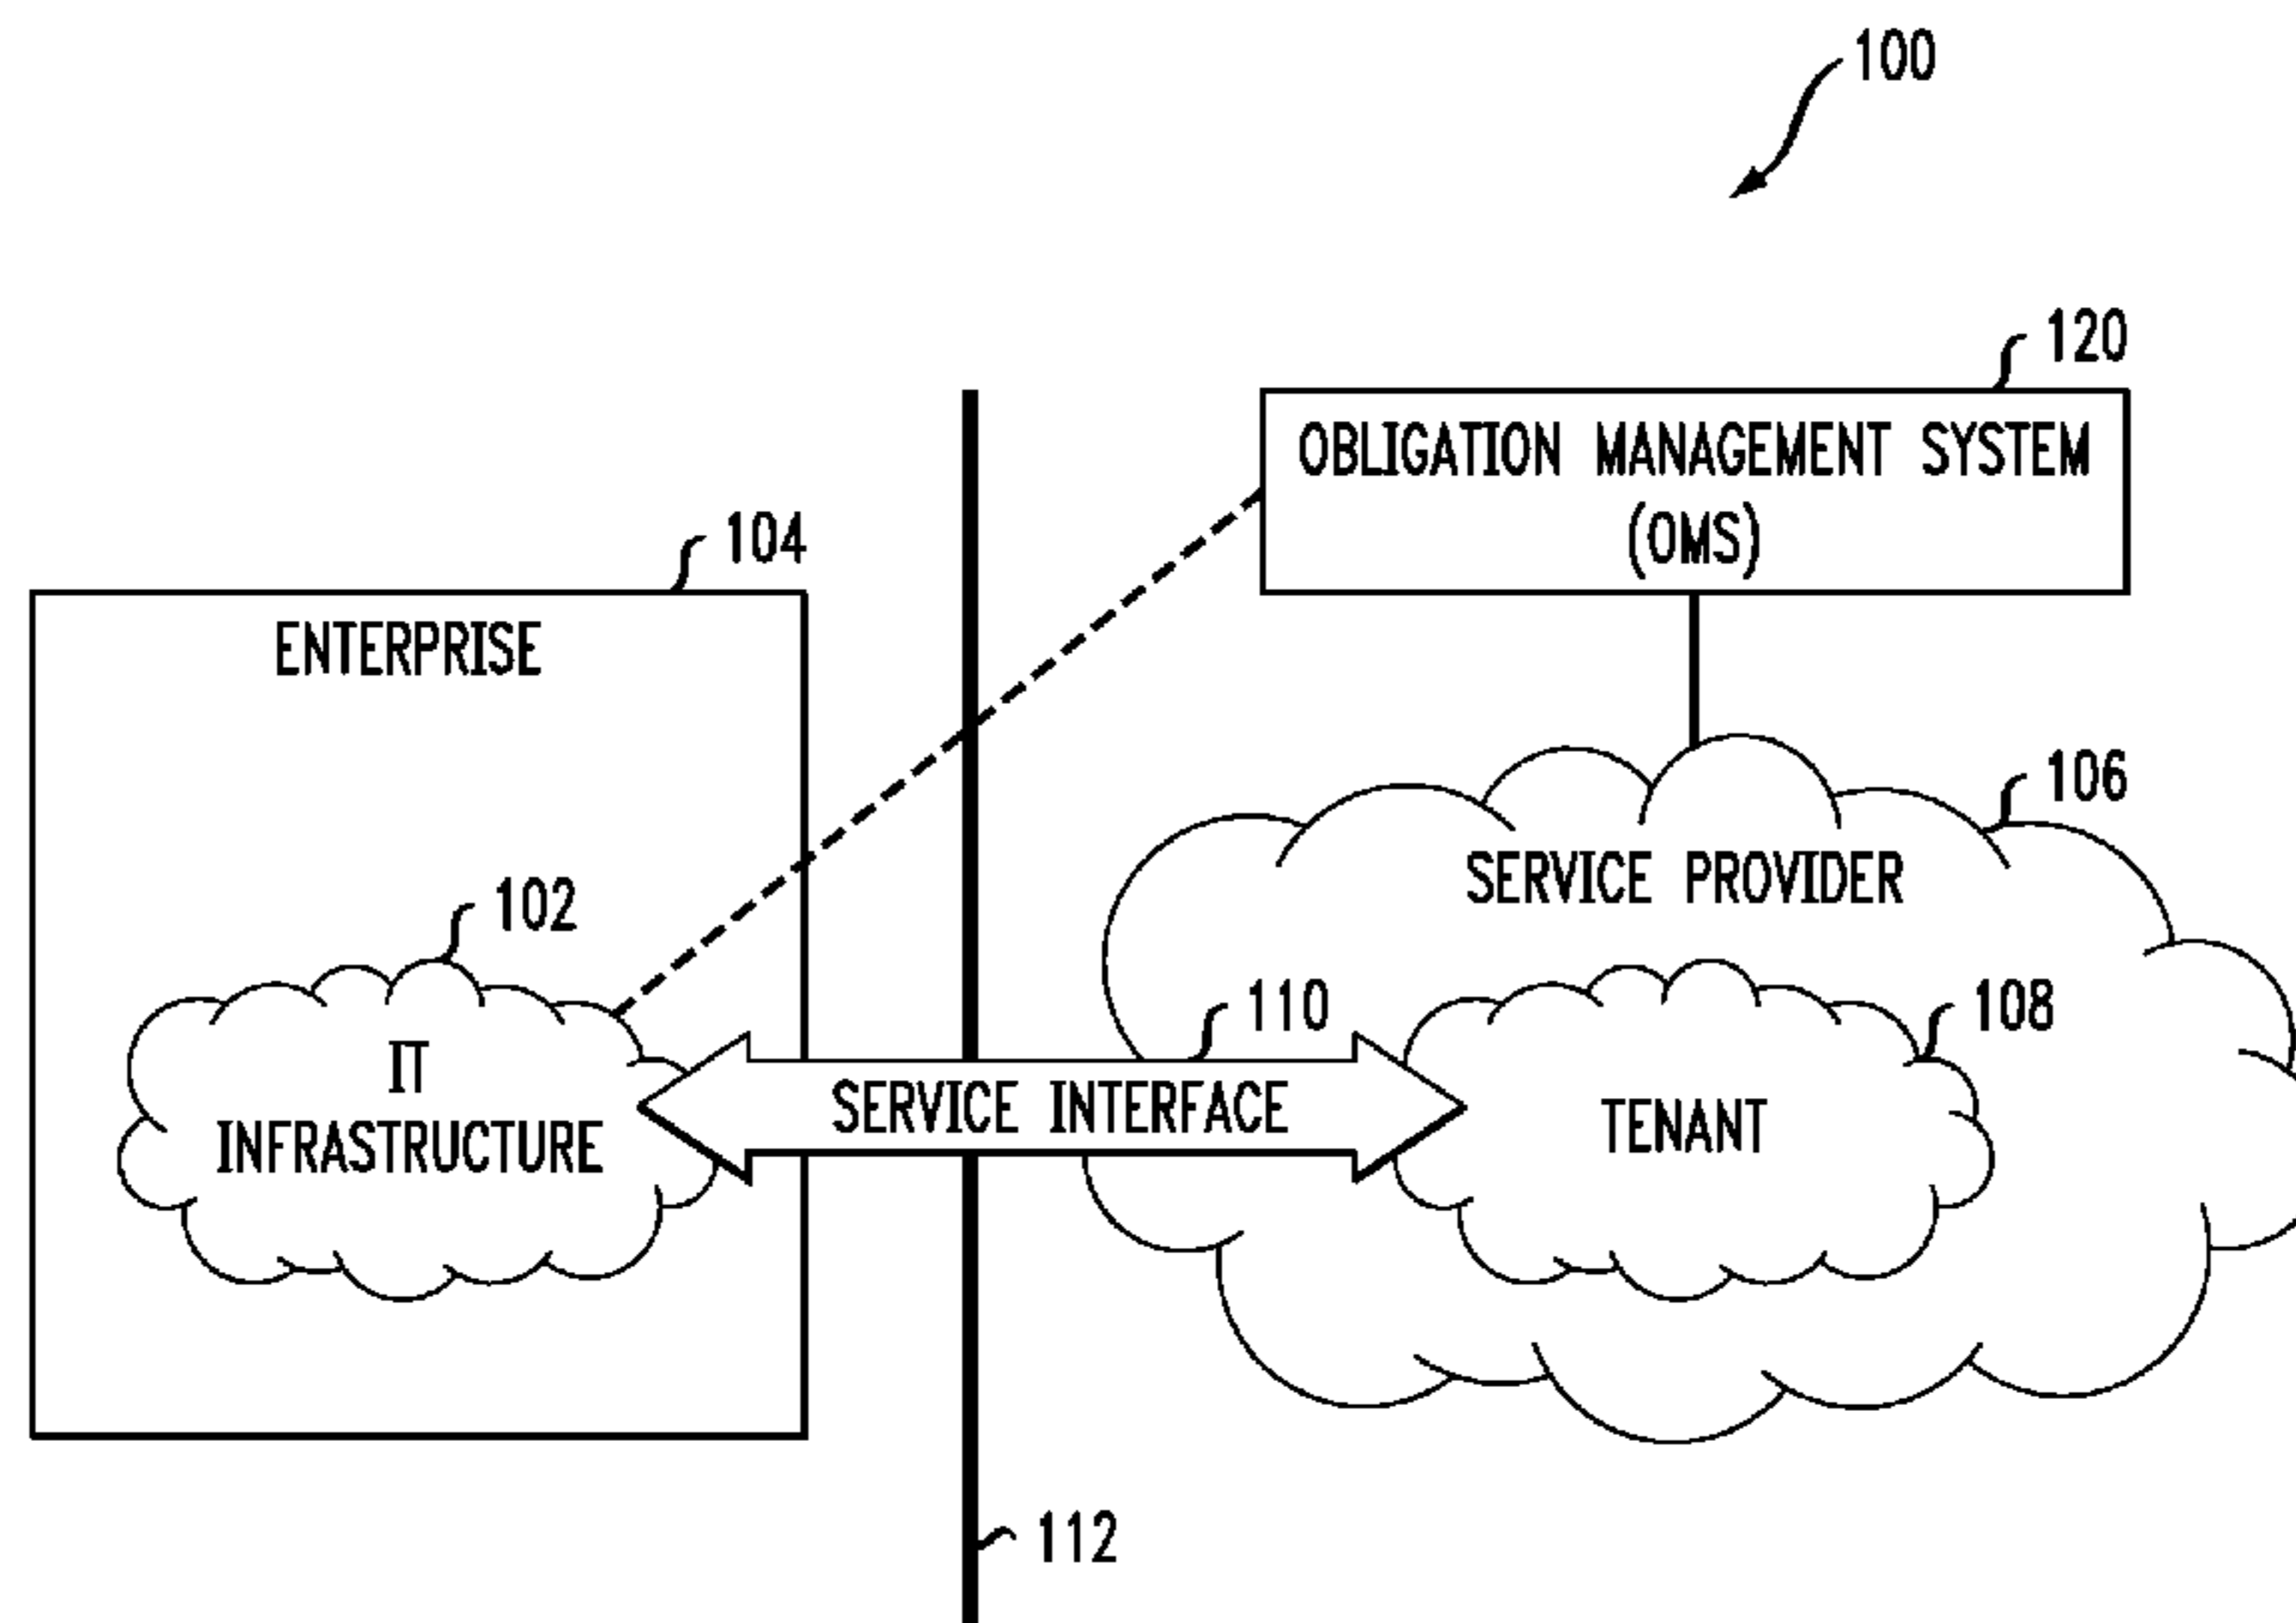 100
120
OBLIGATION MANAGEMENT SYSTEM
(OMS)
104
ENTERPRISE
106
SERVICE PROVIDER
102
110
108
IT
INFRASTRUCTURE
SERVICE INTERFACE
TENANT
112